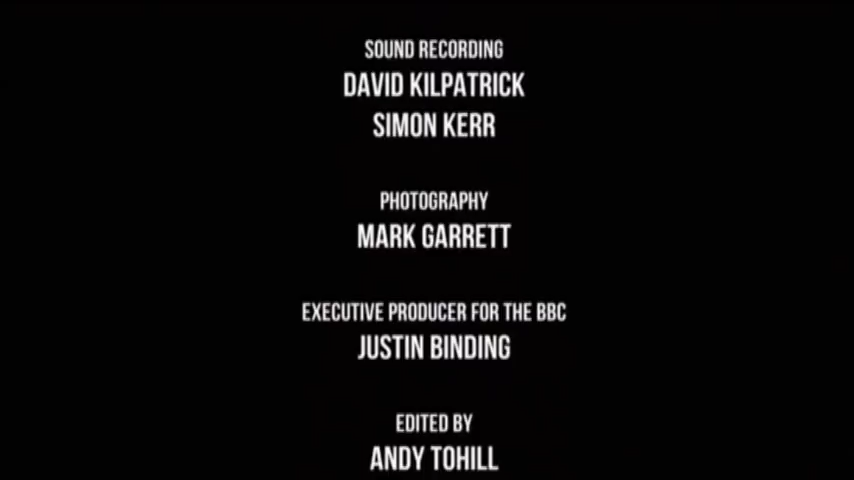 SOUND RECORDING
DAVID KILPATRICK
SIMON KERR
PHOTOGRAPHY
MARK GARRETT
EXECUTIVE PRODUCER FOR THE BBC
JUSTIN BINDING
EDITED BY
ANDY TOHILL